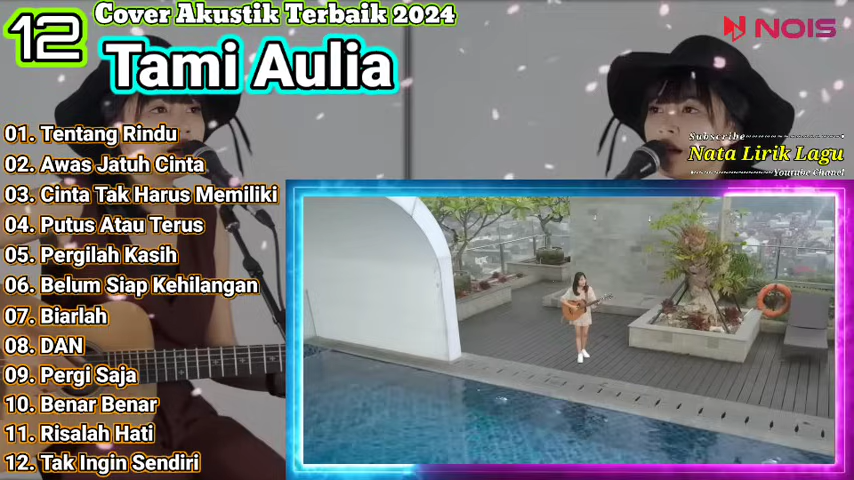 12
Cover Akustik Terbaik 2024
Tami Aulia
NOIS
01. Tentang Rindu
02. Awas Jatuh Cinta
03. Cinta Tak Harus Memiliki
04. Putus Atau Terus
05. Pergilah Kasih
06. Belum Siap Kehilangan
07. Biarlah
08. DAN
09. Pergi Saja
10. Benar Benar
11. Risalah Hati
12. Tak Ingin Sendiri
Subscribe
Nata Lirik Lagu
Youtube Chanel